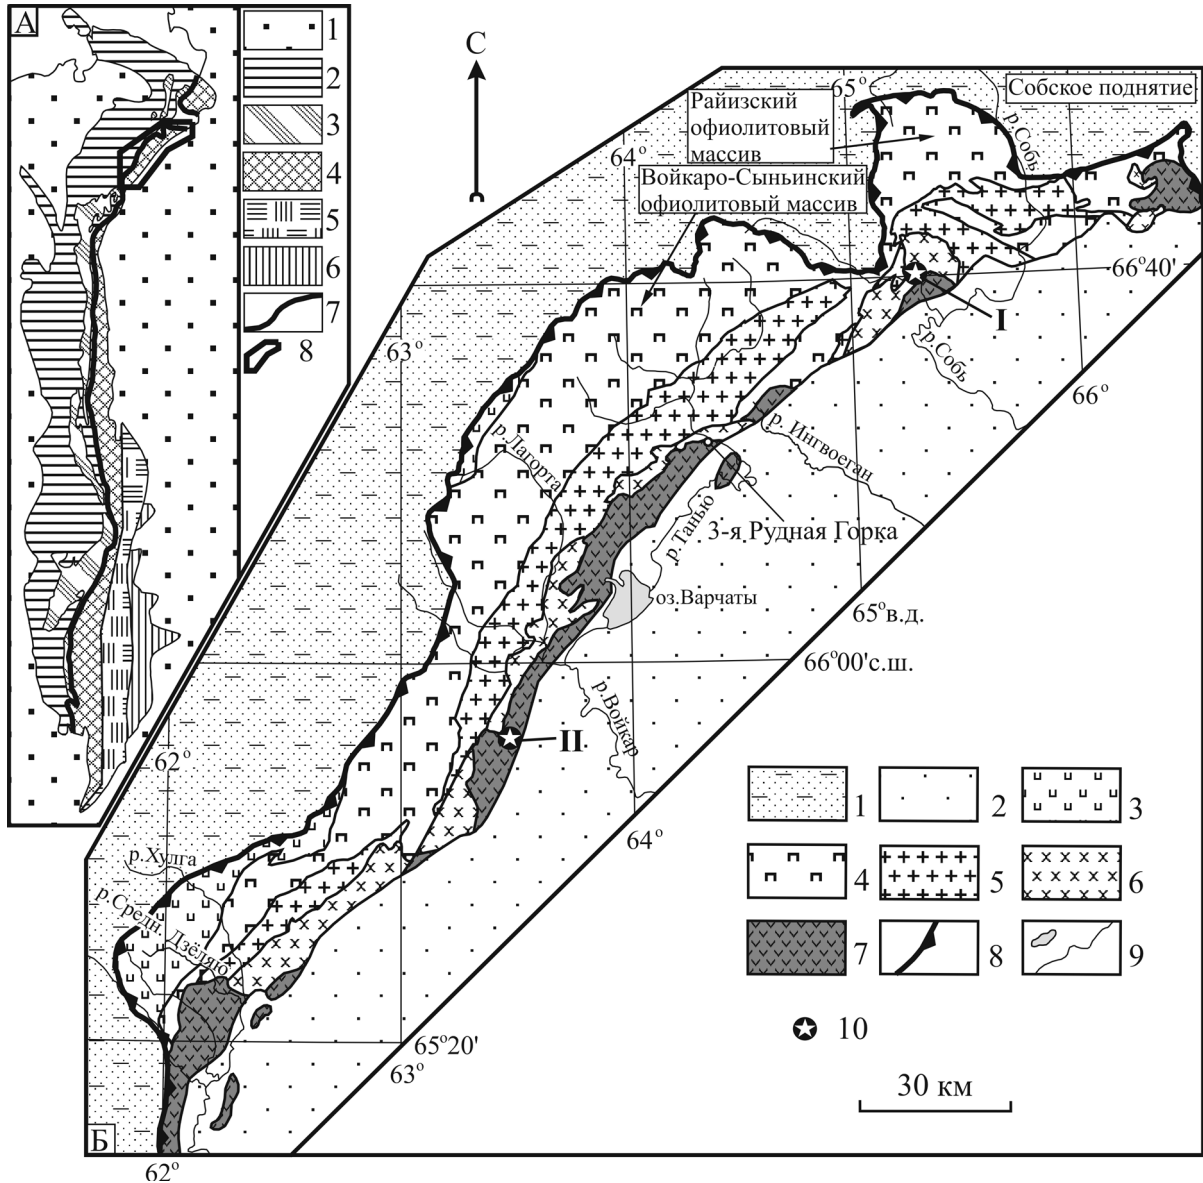 А
1
2
3
4
5
6
7
8
С
65°
Собское поднятие
Райизский
офиолитовый
массив
р.Собь
64°
Войкаро-Сыньинский
офиолитовый массив
66°40'
I
р.Собь
63°
66°
р.Лагорта
р. Ингвоеган
р.Танью
3-я Рудная Горка
оз.Варчаты
65°в.д.
66°00'с.ш.
р.Войкар
II
62°
64°
р.Хулга
р.Средн. Дзёляю
65°20'
63°
1
2
3
4
5
6
7
8
9
10
30 км
Б
62°